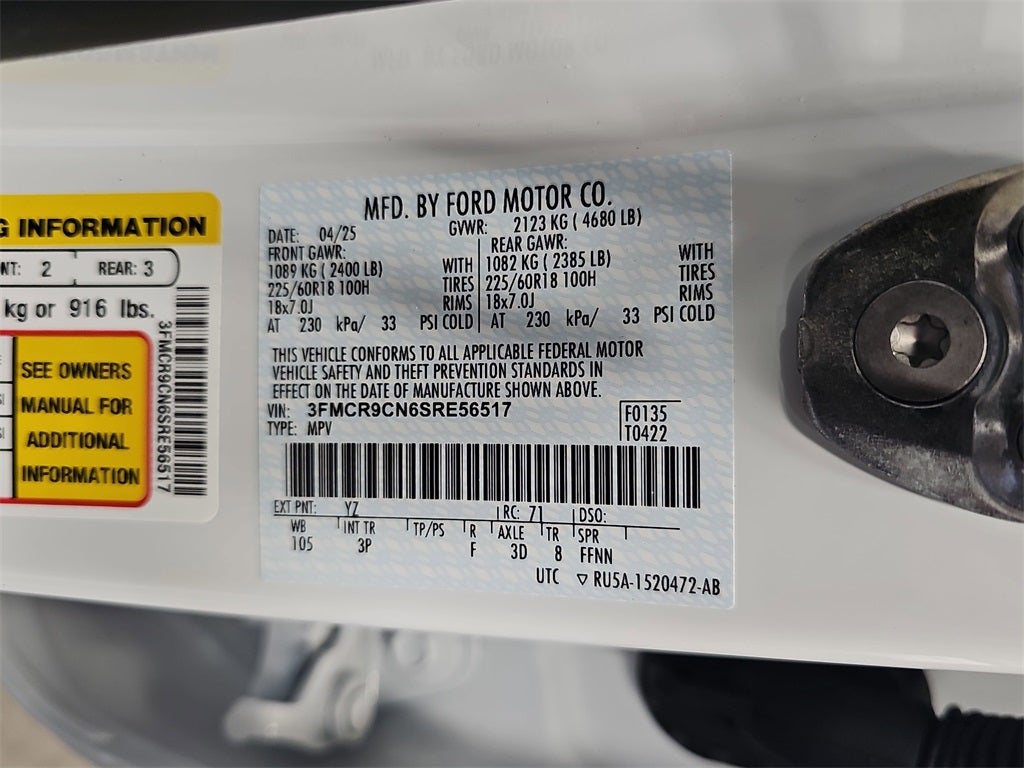 G INFORMATION
NT: 2 REAR: 3
kg or 916 lbs.
SEE OWNERS
MANUAL FOR
ADDITIONAL
INFORMATION
3FMCR9CN6SRE56517
MFD. BY FORD MOTOR CO.
DATE: 04/25 GVWR: 2123 KG ( 4680 LB)
FRONT GAWR: REAR GAWR:
1089 KG ( 2400 LB) WITH 1082 KG ( 2385 LB) WITH
225/60R18 100H TIRES 225/60R18 100H TIRES
18x7.0J RIMS 18x7.0J RIMS
AT 230 kPa/ 33 PSI COLD AT 230 kPa/ 33 PSI COLD
THIS VEHICLE CONFORMS TO ALL APPLICABLE FEDERAL MOTOR
VEHICLE SAFETY AND THEFT PREVENTION STANDARDS IN
EFFECT ON THE DATE OF MANUFACTURE SHOWN ABOVE.
VIN: 3FMCR9CN6SRE56517 F0135
TYPE: MPV T0422
EXT PNT: YZ RC: 71 DSO:
WB INT TR TP/PS R AXLE TR SPR
105 3P F 3D 8 FFNN
UTC ▽ RU5A-1520472-AB